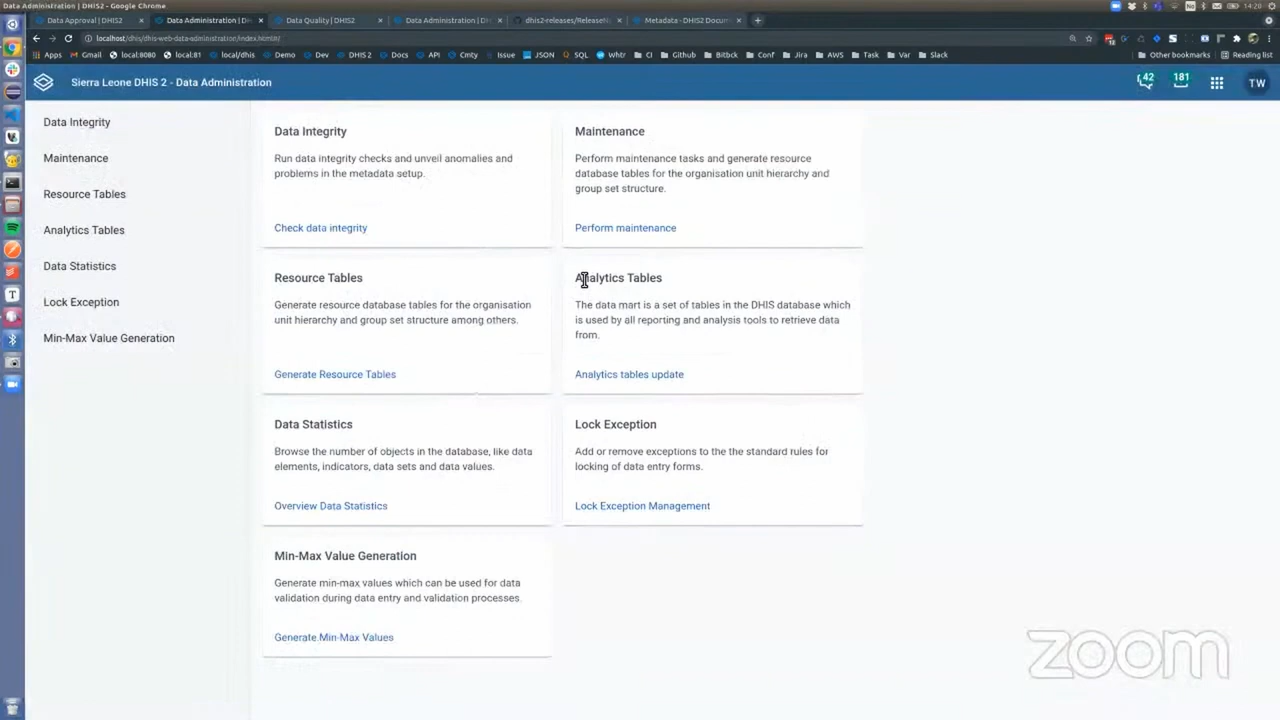 Data Administration | DHIS2 - Google Chrome
14:20
Data Approval | DHIS2
Data Administration | DH
Data Quality | DHIS2
Data Administration | DH
dhis2-releases/ReleaseN
Metadata - DHIS2 Docum
localhost/dhis/dhis-web-data-administration/index.html#/
Apps
Gmail
local:8080
local:81
local/dhis
Demo
Dev
DHIS 2
Docs
API
Cmty
Issue
JSON
SQL
Whtr
CI
Github
Bitbck
Conf
Jira
AWS
Task
Var
Slack
Other bookmarks
Reading list
Sierra Leone DHIS 2 - Data Administration
42
181
TW
Data Integrity
Maintenance
Resource Tables
Analytics Tables
Data Statistics
Lock Exception
Min-Max Value Generation
Data Integrity
Run data integrity checks and unveil anomalies and
problems in the metadata setup.
Check data integrity
Maintenance
Perform maintenance tasks and generate resource
database tables for the organisation unit hierarchy and
group set structure.
Perform maintenance
Resource Tables
Generate resource database tables for the organisation
unit hierarchy and group set structure among others.
Generate Resource Tables
Analytics Tables
The data mart is a set of tables in the DHIS database which
is used by all reporting and analysis tools to retrieve data
from.
Analytics tables update
Data Statistics
Browse the number of objects in the database, like data
elements, indicators, data sets and data values.
Overview Data Statistics
Lock Exception
Add or remove exceptions to the the standard rules for
locking of data entry forms.
Lock Exception Management
Min-Max Value Generation
Generate min-max values which can be used for data
validation during data entry and validation processes.
Generate Min-Max Values
zoom